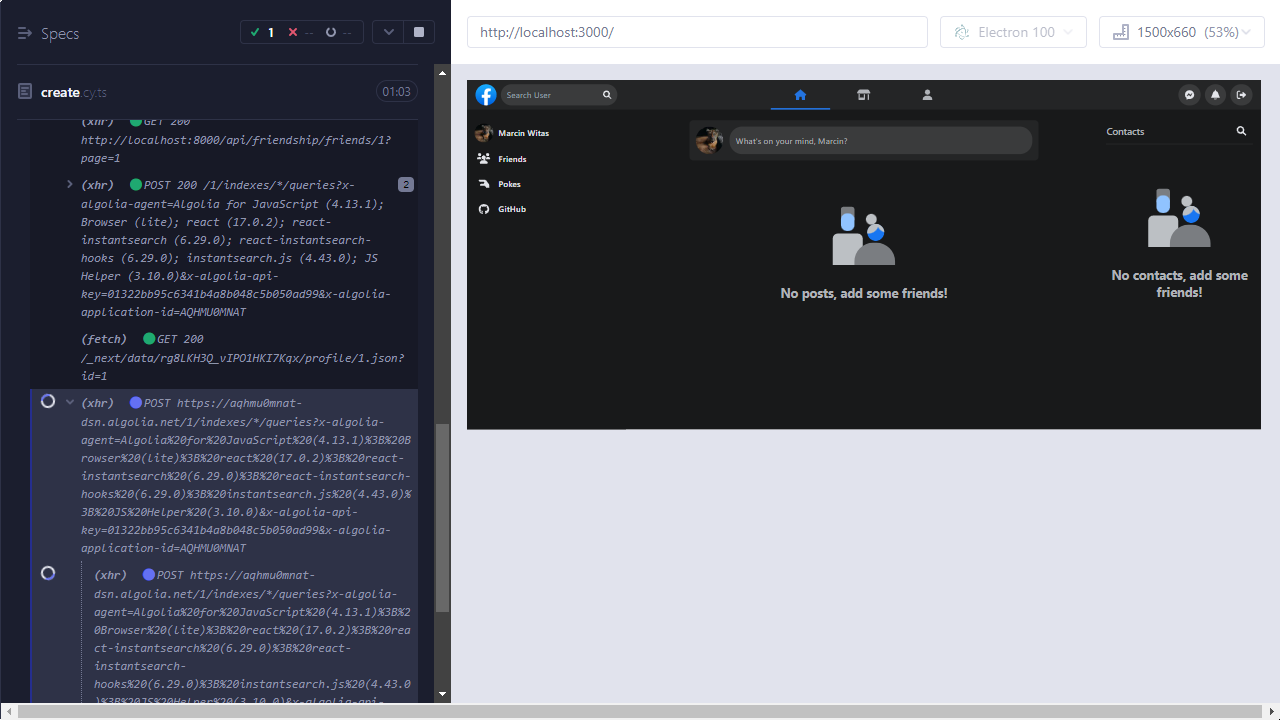 Specs
1
--
--
create.cy.ts
01:03
(xhr) GET 200
http://localhost:8000/api/friendship/friends/1?
page=1
(xhr) POST 200 /1/indexes/*/queries?x-
2
algolia-agent=Algolia for JavaScript (4.13.1);
Browser (lite); react (17.0.2); react-
instantsearch (6.29.0); react-instantsearch-
hooks (6.29.0); instantsearch.js (4.43.0); JS
Helper (3.10.0)&x-algolia-api-
key=01322bb95c6341b4a8b048c5b050ad99&x-algolia-
application-id=AQHMU0MNAT
(fetch) GET 200
/_next/data/rg8lKH3Q_vIPO1HKI7Kqx/profile/1.json?
id=1
(xhr) POST https://aqhmu0mnat-
dsn.algolia.net/1/indexes/*/queries?x-algolia-
agent=Algolia%20for%20JavaScript%20(4.13.1)%3B%20B
rowser%20(lite)%3B%20react%20(17.0.2)%3B%20react-
instantsearch%20(6.29.0)%3B%20react-instantsearch-
hooks%20(6.29.0)%3B%20instantsearch.js%20(4.43.0)%
3B%20JS%20Helper%20(3.10.0)&x-algolia-api-
key=01322bb95c6341b4a8b048c5b050ad99&x-algolia-
application-id=AQHMU0MNAT
(xhr) POST https://aqhmu0mnat-
dsn.algolia.net/1/indexes/*/queries?x-algolia-
agent=Algolia%20for%20JavaScript%20(4.13.1)%3B%2
0Browser%20(lite)%3B%20react%20(17.0.2)%3B%20rea
ct-instantsearch%20(6.29.0)%3B%20react-
instantsearch-
hooks%20(6.29.0)%3B%20instantsearch.js%20(4.43.0
)%3B%20JS%20Helper%20(3.10.0)&x-algolia-api-
http://localhost:3000/
Electron 100
1500x660 (53%)
Search User
Marcin Witas
Friends
Pokes
GitHub
What's on your mind, Marcin?
No posts, add some friends!
Contacts
No contacts, add some
friends!